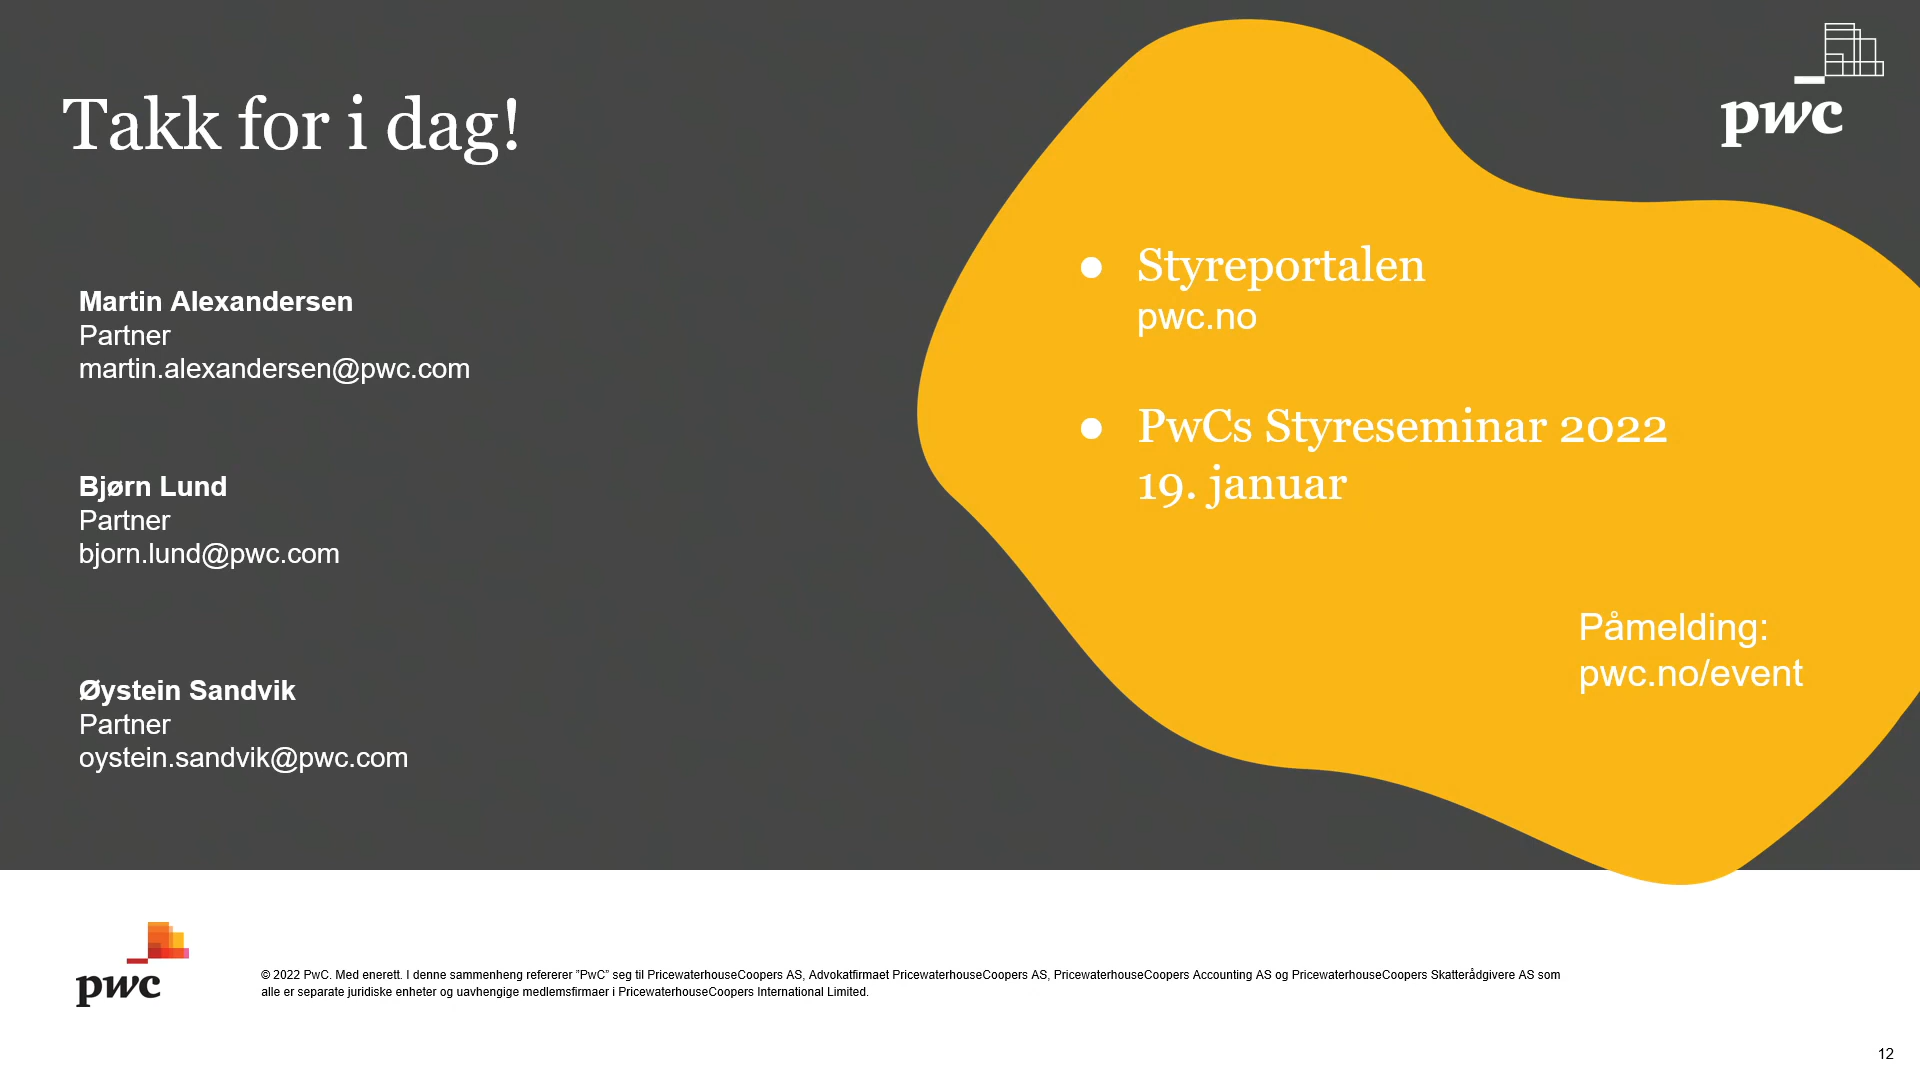 Takk for i dag!
Martin Alexandersen
Partner
martin.alexandersen@pwc.com
Bjørn Lund
Partner
bjorn.lund@pwc.com
Øystein Sandvik
Partner
oystein.sandvik@pwc.com
pwc
● Styreportalen
pwc.no
● PwCs Styreseminar 2022
19. januar
Påmelding:
pwc.no/event
pwc
© 2022 PwC. Med enerett. I denne sammenheng refererer ”PwC” seg til PricewaterhouseCoopers AS, Advokatfirmaet PricewaterhouseCoopers AS, PricewaterhouseCoopers Accounting AS og PricewaterhouseCoopers Skatterådgivere AS som
alle er separate juridiske enheter og uavhengige medlemsfirmaer i PricewaterhouseCoopers International Limited.
12